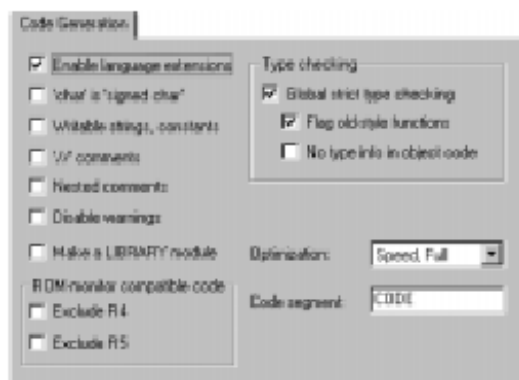 Code Generation
Enable language extensions
'char' is 'signed char'
Writable strings, constants
'//' comments
Nested comments
Disable warnings
Make a LIBRARY module
ROM-monitor compatible code
Exclude R4
Exclude R5
Type checking
Global strict type checking
Flag old-style functions
No type info in object code
Optimization: Speed, Full
Code segment: CODE